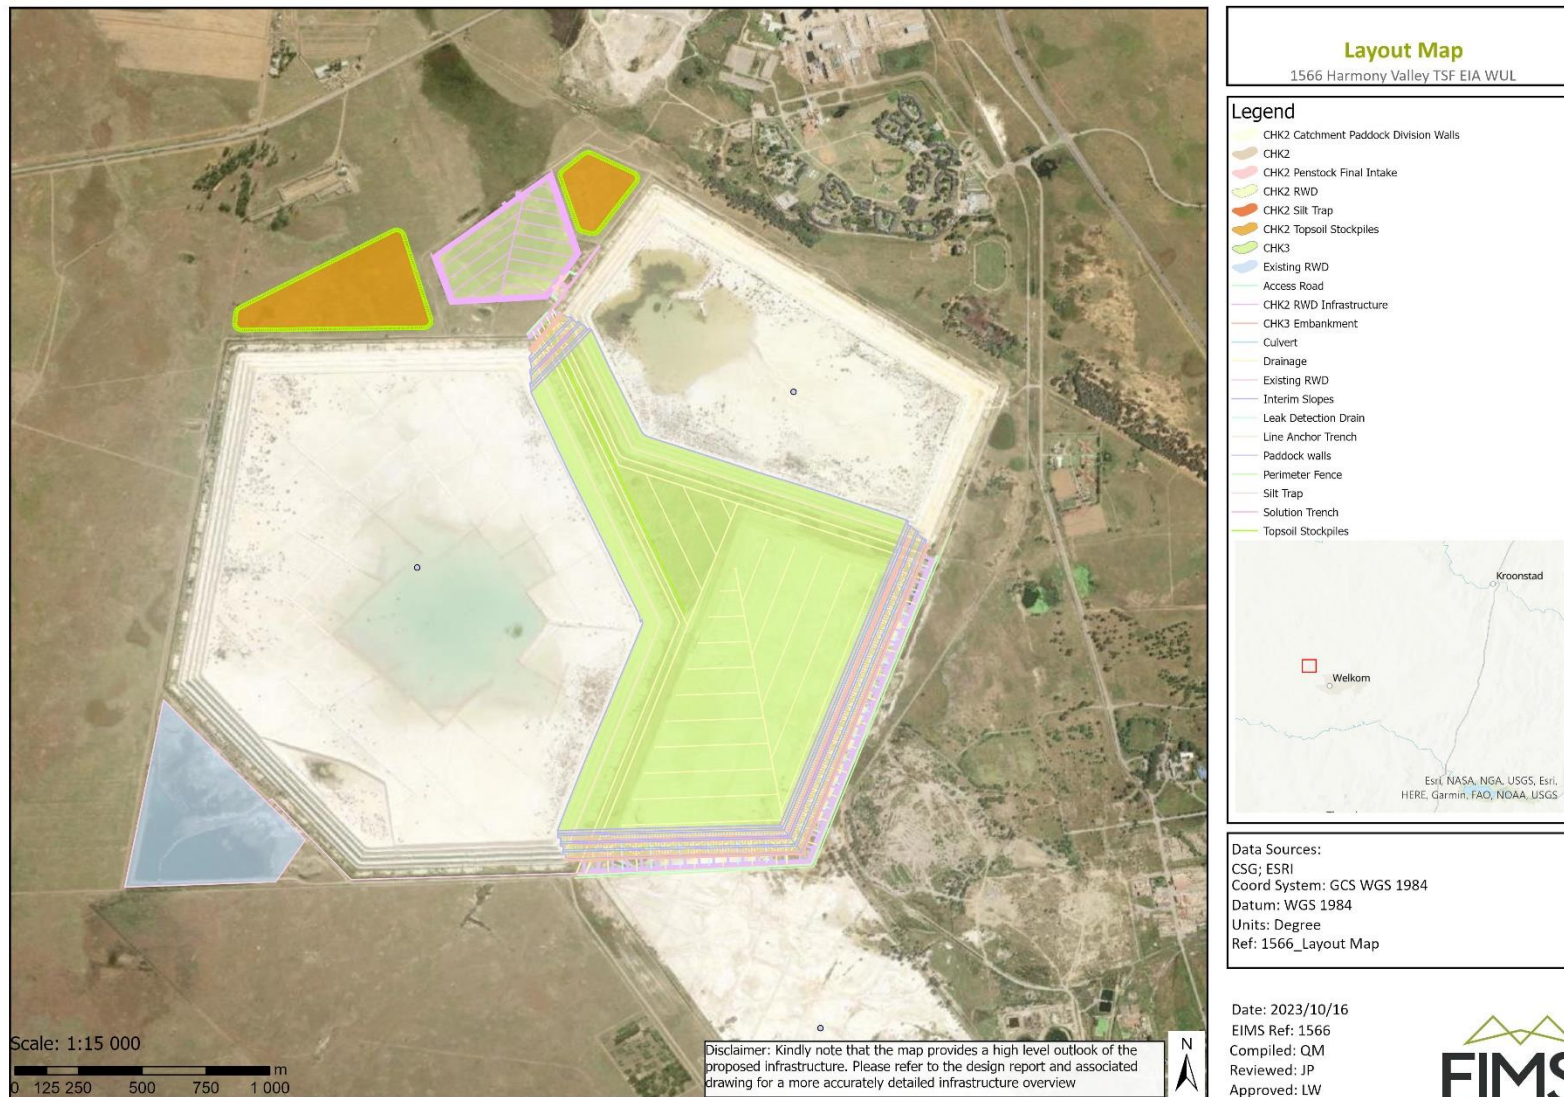 Layout Map
1566 Harmony Valley TSF EIA WUL
Legend
CHK2 Catchment Paddock Division Walls
CHK2
CHK2 Penstock Final Intake
CHK2 RWD
CHK2 Silt Trap
CHK2 Topsoil Stockpiles
CHK3
Existing RWD
Access Road
CHK2 RWD Infrastructure
CHK3 Embankment
Culvert
Drainage
Existing RWD
Interim Slopes
Leak Detection Drain
Line Anchor Trench
Paddock walls
Perimeter Fence
Silt Trap
Solution Trench
Topsoil Stockpiles
Kroonstad
Welkom
Esri, NASA, NGA, USGS, Esri,
HERE, Garmin, FAO, NOAA, USGS
Data Sources:
CSG; ESRI
Coord System: GCS WGS 1984
Datum: WGS 1984
Units: Degree
Ref: 1566_Layout Map
Date: 2023/10/16
EIMS Ref: 1566
Compiled: QM
Reviewed: JP
Approved: LW
EIMS
Scale: 1:15 000
0 125 250 500 750 1 000 m
Disclaimer: Kindly note that the map provides a high level outlook of the
proposed infrastructure. Please refer to the design report and associated
drawing for a more accurately detailed infrastructure overview
N